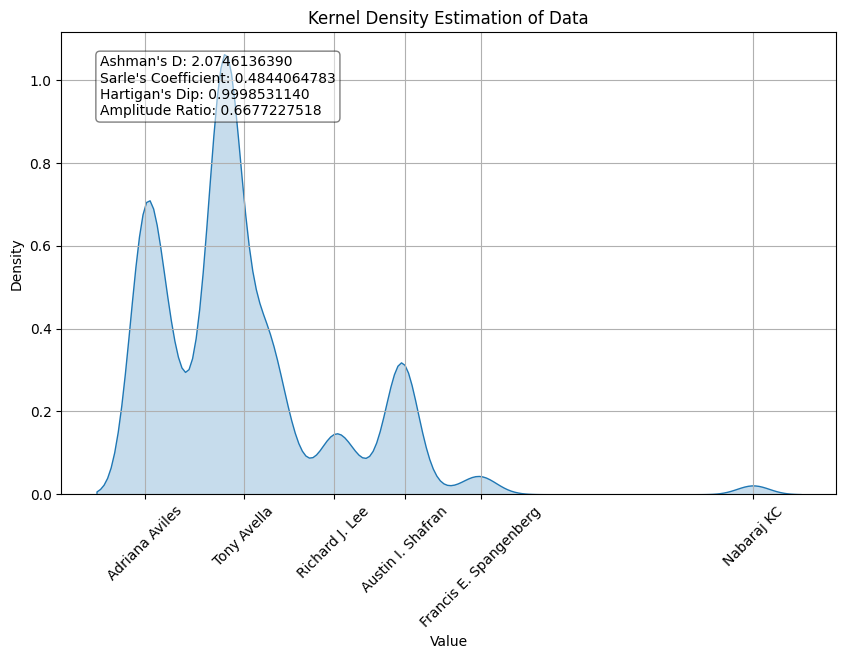 Kernel Density Estimation of Data
Ashman's D: 2.0746136390
Sarle's Coefficient: 0.4844064783
Hartigan's Dip: 0.9998531140
Amplitude Ratio: 0.6677227518
Density
1.0
0.8
0.6
0.4
0.2
0.0
Adriana Aviles
Tony Avella
Richard J. Lee
Austin I. Shafran
Francis E. Spangenberg
Nabaraj KC
Value